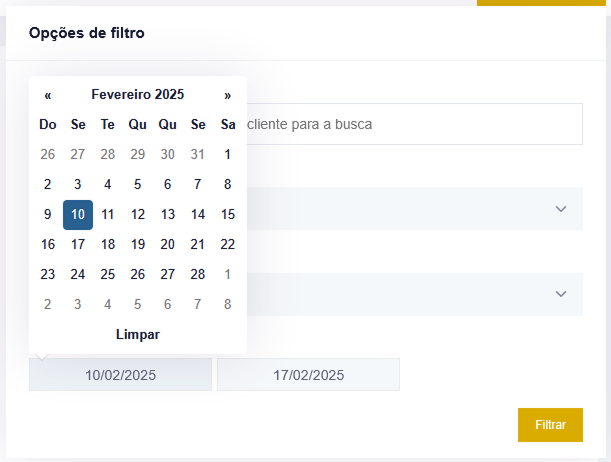 Opções de filtro
« Fevereiro 2025 »
Do Se Te Qu Qu Se Sa
cliente para a busca
26 27 28 29 30 31 1
2 3 4 5 6 7 8
9 10 11 12 13 14 15
16 17 18 19 20 21 22
23 24 25 26 27 28 1
2 3 4 5 6 7 8
Limpar
10/02/2025 17/02/2025
Filtrar